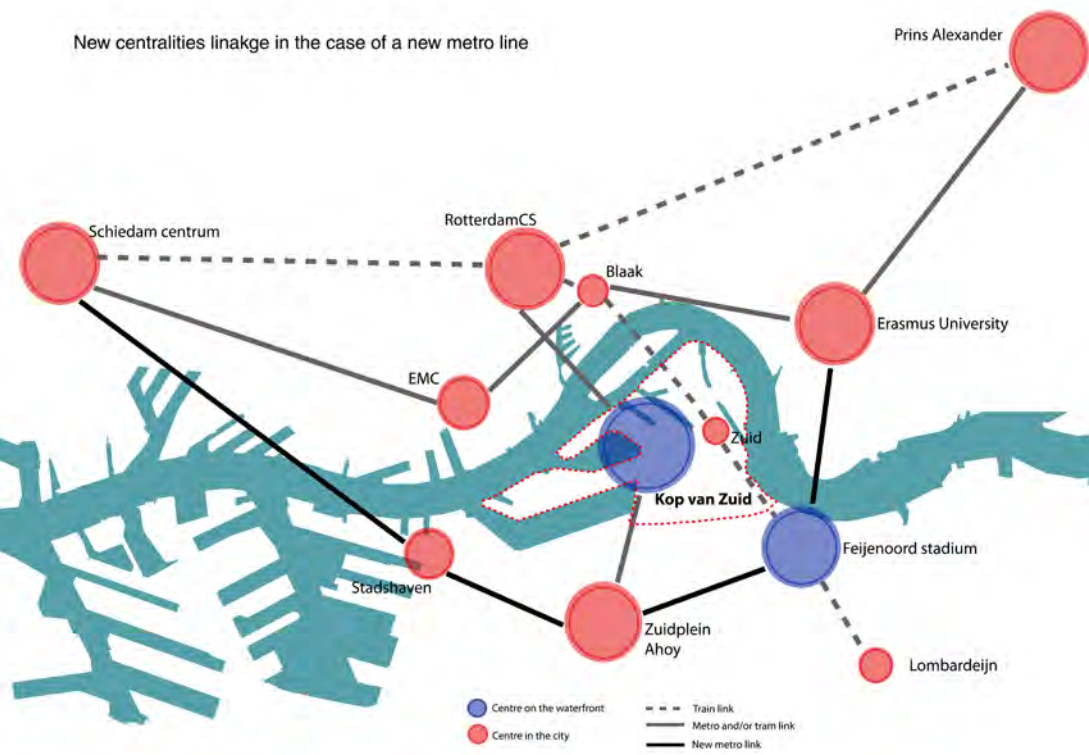 New centralities linakge in the case of a new metro line
Prins Alexander
Schiedam centrum
RotterdamCS
Blaak
Erasmus University
EMC
Zuid
Kop van Zuid
Feijenoord stadium
Stadshaven
Zuidplein
Ahoy
Lombardeijn
Centre on the waterfront
Centre in the city
Train link
Metro and/or tram link
New metro link